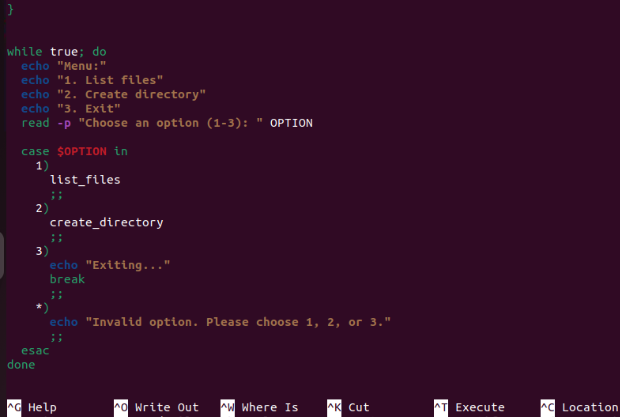 }
while true; do
  echo "Menu:"
  echo "1. List files"
  echo "2. Create directory"
  echo "3. Exit"
  read -p "Choose an option (1-3): " OPTION
  case $OPTION in
    1)
      list_files
      ;;
    2)
      create_directory
      ;;
    3)
      echo "Exiting..."
      break
      ;;
    *)
      echo "Invalid option. Please choose 1, 2, or 3."
      ;;
  esac
done
^G Help ^O Write Out ^W Where Is ^K Cut ^T Execute ^C Location